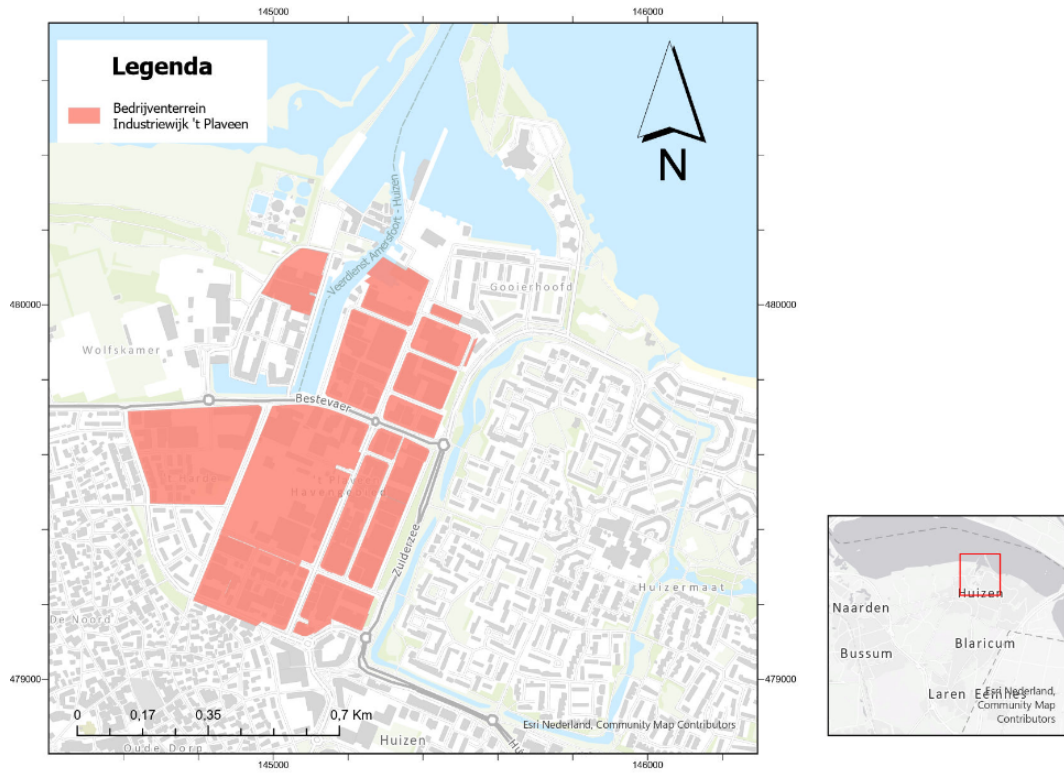 145000
146000
Legenda
Bedrijventerrein
Industriewijk 't Plaveen
N
Veerdienst Amersfoort - Huizen
480000
480000
Gooierhoofd
Wolfskamer
Bestevaer
Havengebied
Zuiderzee
Huizermaat
De Noord
479000
479000
0
0,17
0,35
0,7 Km
Esri Nederland, Community Map Contributors
Oude Dorp
Huizen
145000
146000
Huizen
Naarden
Blaricum
Bussum
Laren
Eemnes
Esri Nederland,
Community Map
Contributors